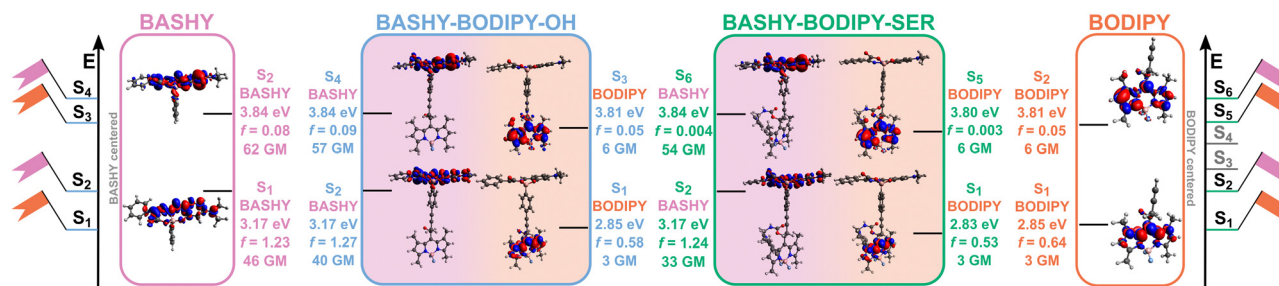 BASHY
BASHY-BODIPY-OH
BASHY-BODIPY-SER
BODIPY
E
S4
S3
S2
S1
BASHY centered
S2
BASHY
3.84 eV
f = 0.08
62 GM
S1
BASHY
3.17 eV
f = 1.23
46 GM
S4
BASHY
3.84 eV
f = 0.09
57 GM
S2
BASHY
3.17 eV
f = 1.27
40 GM
S3
BODIPY
3.81 eV
f = 0.05
6 GM
S1
BODIPY
2.85 eV
f = 0.58
3 GM
S6
BASHY
3.84 eV
f = 0.004
54 GM
S2
BASHY
3.17 eV
f = 1.24
33 GM
S5
BODIPY
3.80 eV
f = 0.003
6 GM
S1
BODIPY
2.83 eV
f = 0.53
3 GM
S2
BODIPY
3.81 eV
f = 0.05
6 GM
S1
BODIPY
2.85 eV
f = 0.64
3 GM
BODIPY centered
E
S6
S5
S4
S3
S2
S1